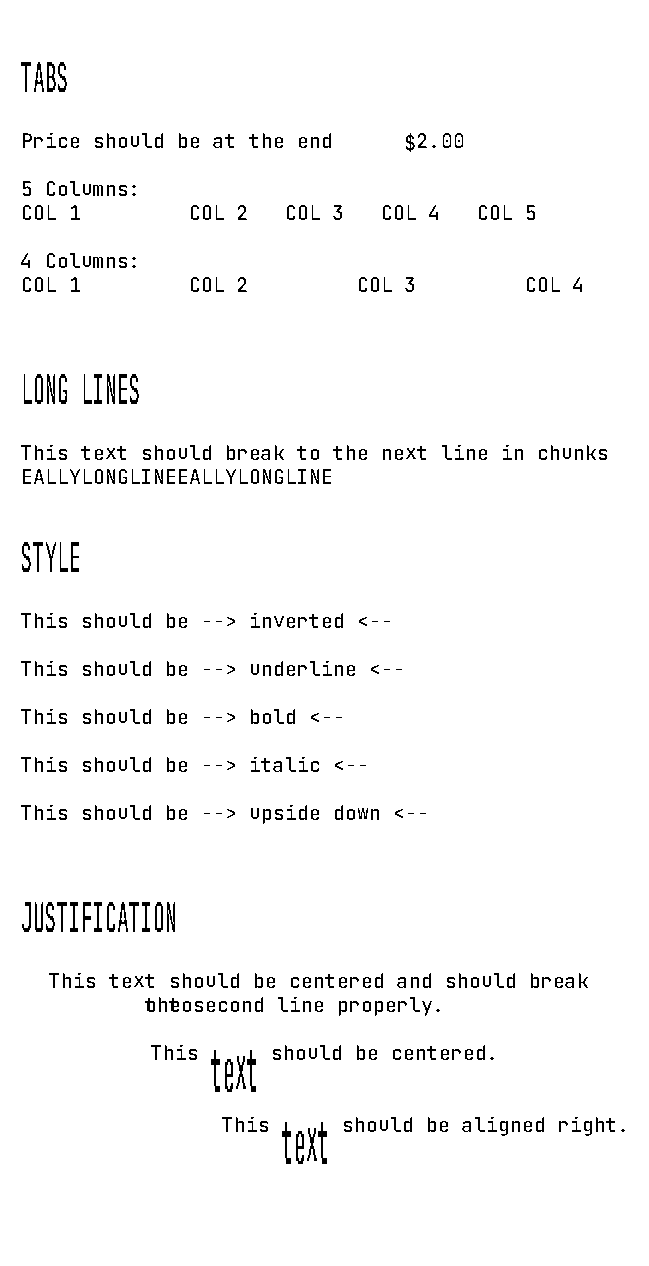 TABS
Price should be at the end $2.00
5 Columns:
COL 1 COL 2 COL 3 COL 4 COL 5
4 Columns:
COL 1 COL 2 COL 3 COL 4
LONG LINES
This text should break to the next line in chunks
EALLYLONGLINEEALLYLONGLINE
STYLE
This should be --> inverted <--
This should be --> underline <--
This should be --> bold <--
This should be --> italic <--
This should be --> upside down <--
JUSTIFICATION
This text should be centered and should break
second line properly.
This text should be centered.
This text should be aligned right.